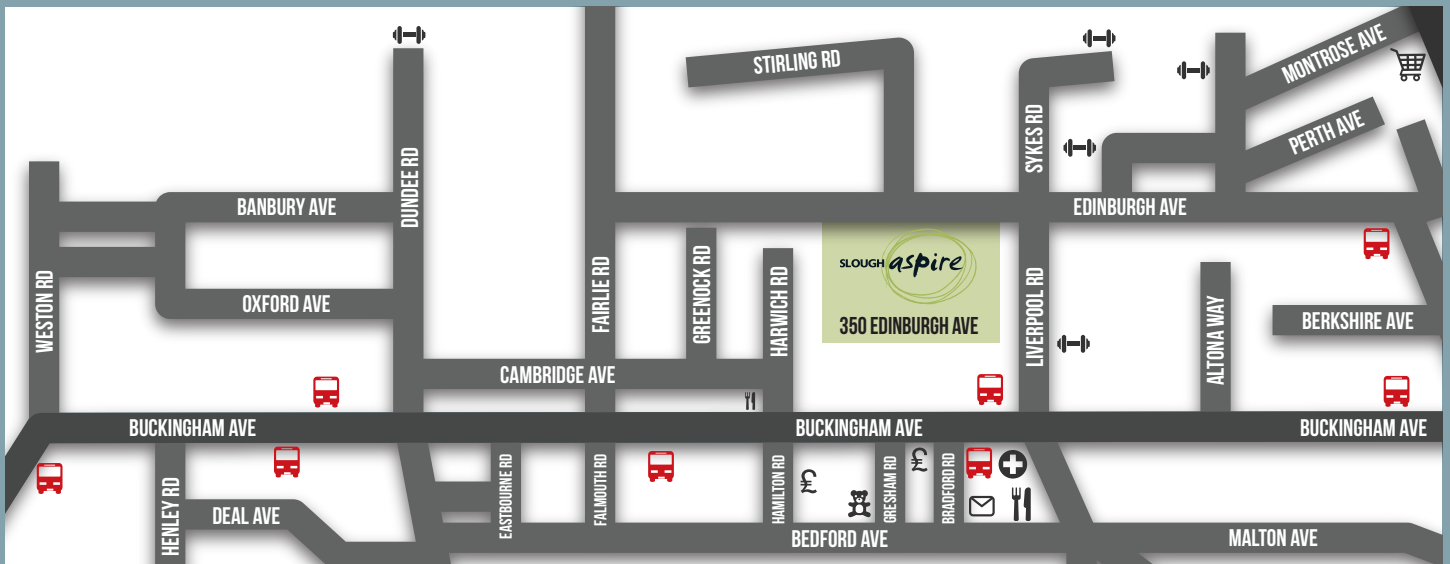 MONTROSE AVE
STIRLING RD
SYKES RD
PERTH AVE
DUNDEE RD
BANBURY AVE
EDINBURGH AVE
WESTON RD
OXFORD AVE
FAIRLIE RD
GREENOCK RD
HARWICH RD
SLOUGH aspire
350 EDINBURGH AVE
LIVERPOOL RD
ALTONA WAY
BERKSHIRE AVE
CAMBRIDGE AVE
BUCKINGHAM AVE
BUCKINGHAM AVE
BUCKINGHAM AVE
HENLEY RD
DEAL AVE
EASTBOURNE RD
FALMOUTH RD
HAMILTON RD
£
GRESHAM RD
£
BRADFORD RD
BEDFORD AVE
MALTON AVE